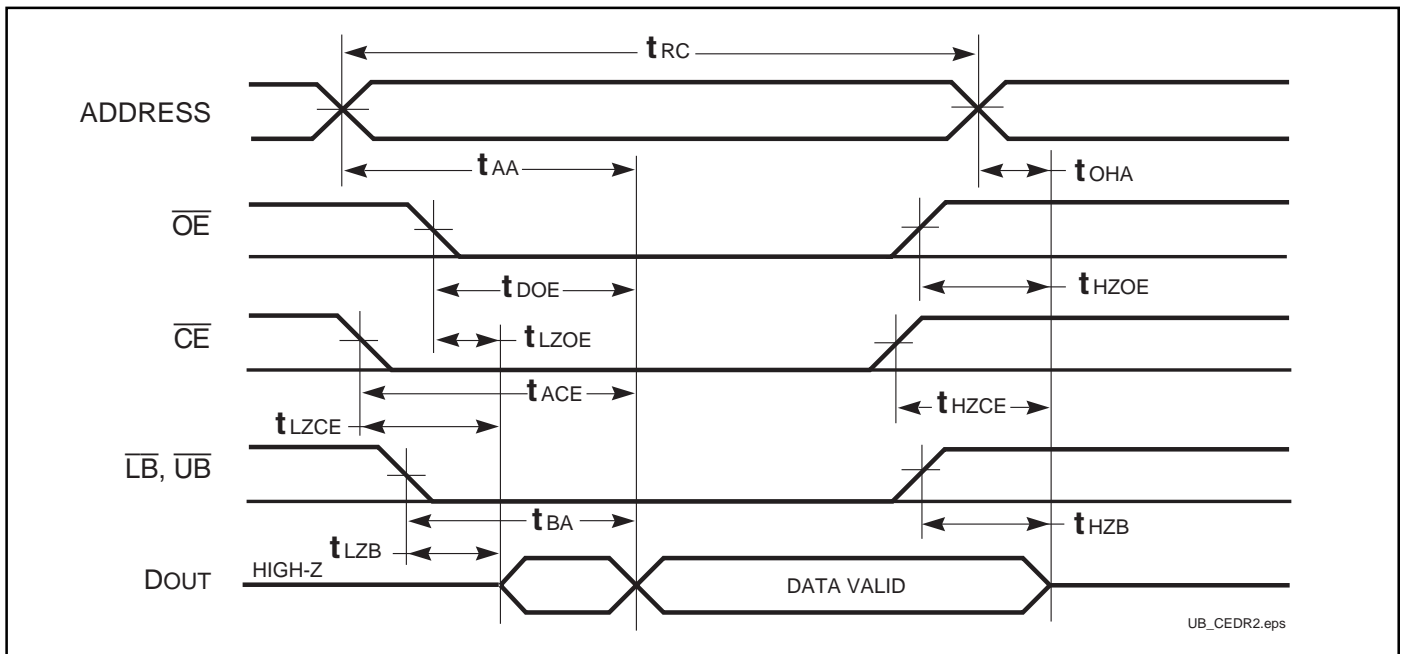 tRC
ADDRESS
tAA
tOHA
OE
tDOE
tHZOE
CE
tLZOE
tACE
tHZCE
tLZCE
LB, UB
tBA
tHZB
tLZB
DOUT
HIGH-Z
DATA VALID
UB_CEDR2.eps